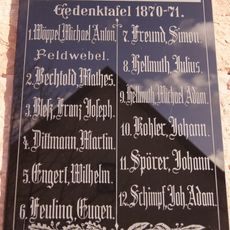 Gedenktafel 1870-71.
1. Wöppel, Michael Anton,
Feldwebel.
2. Bechtold Mathes.
3. Bloß, Franz Joseph.
4. Dittmann, Martin.
5. Engert, Wilhelm.
6. Feuling, Eugen.
7. Freund, Simon.
8. Hellmuth, Julius.
9. Hellmuth, Michael Adam.
10. Kohler, Johann.
11. Spörer, Johann.
12. Schimpf, Joh. Adam.